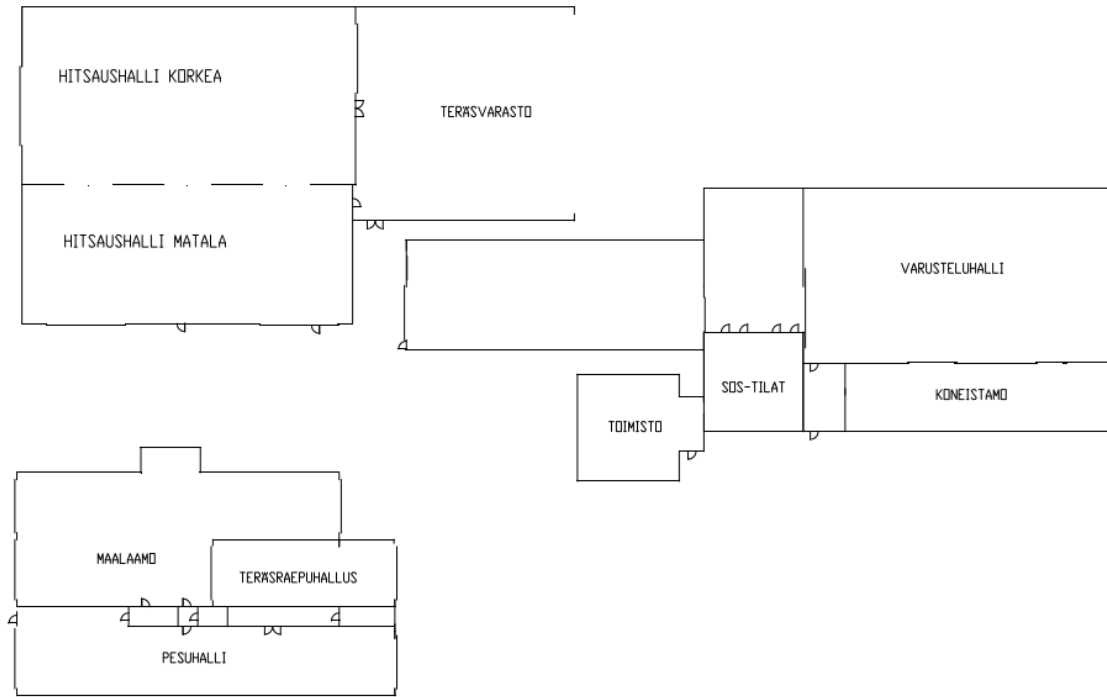 HITSAUSHALLI KORKEA
TERÄSVARASTO
HITSAUSHALLI MATALA
VARUSTELUHALLI
SOS-TILAT
KONEISTAMO
TOIMISTO
MAALAAMO
TERÄSRAEPUHALLUS
PESUHALLI